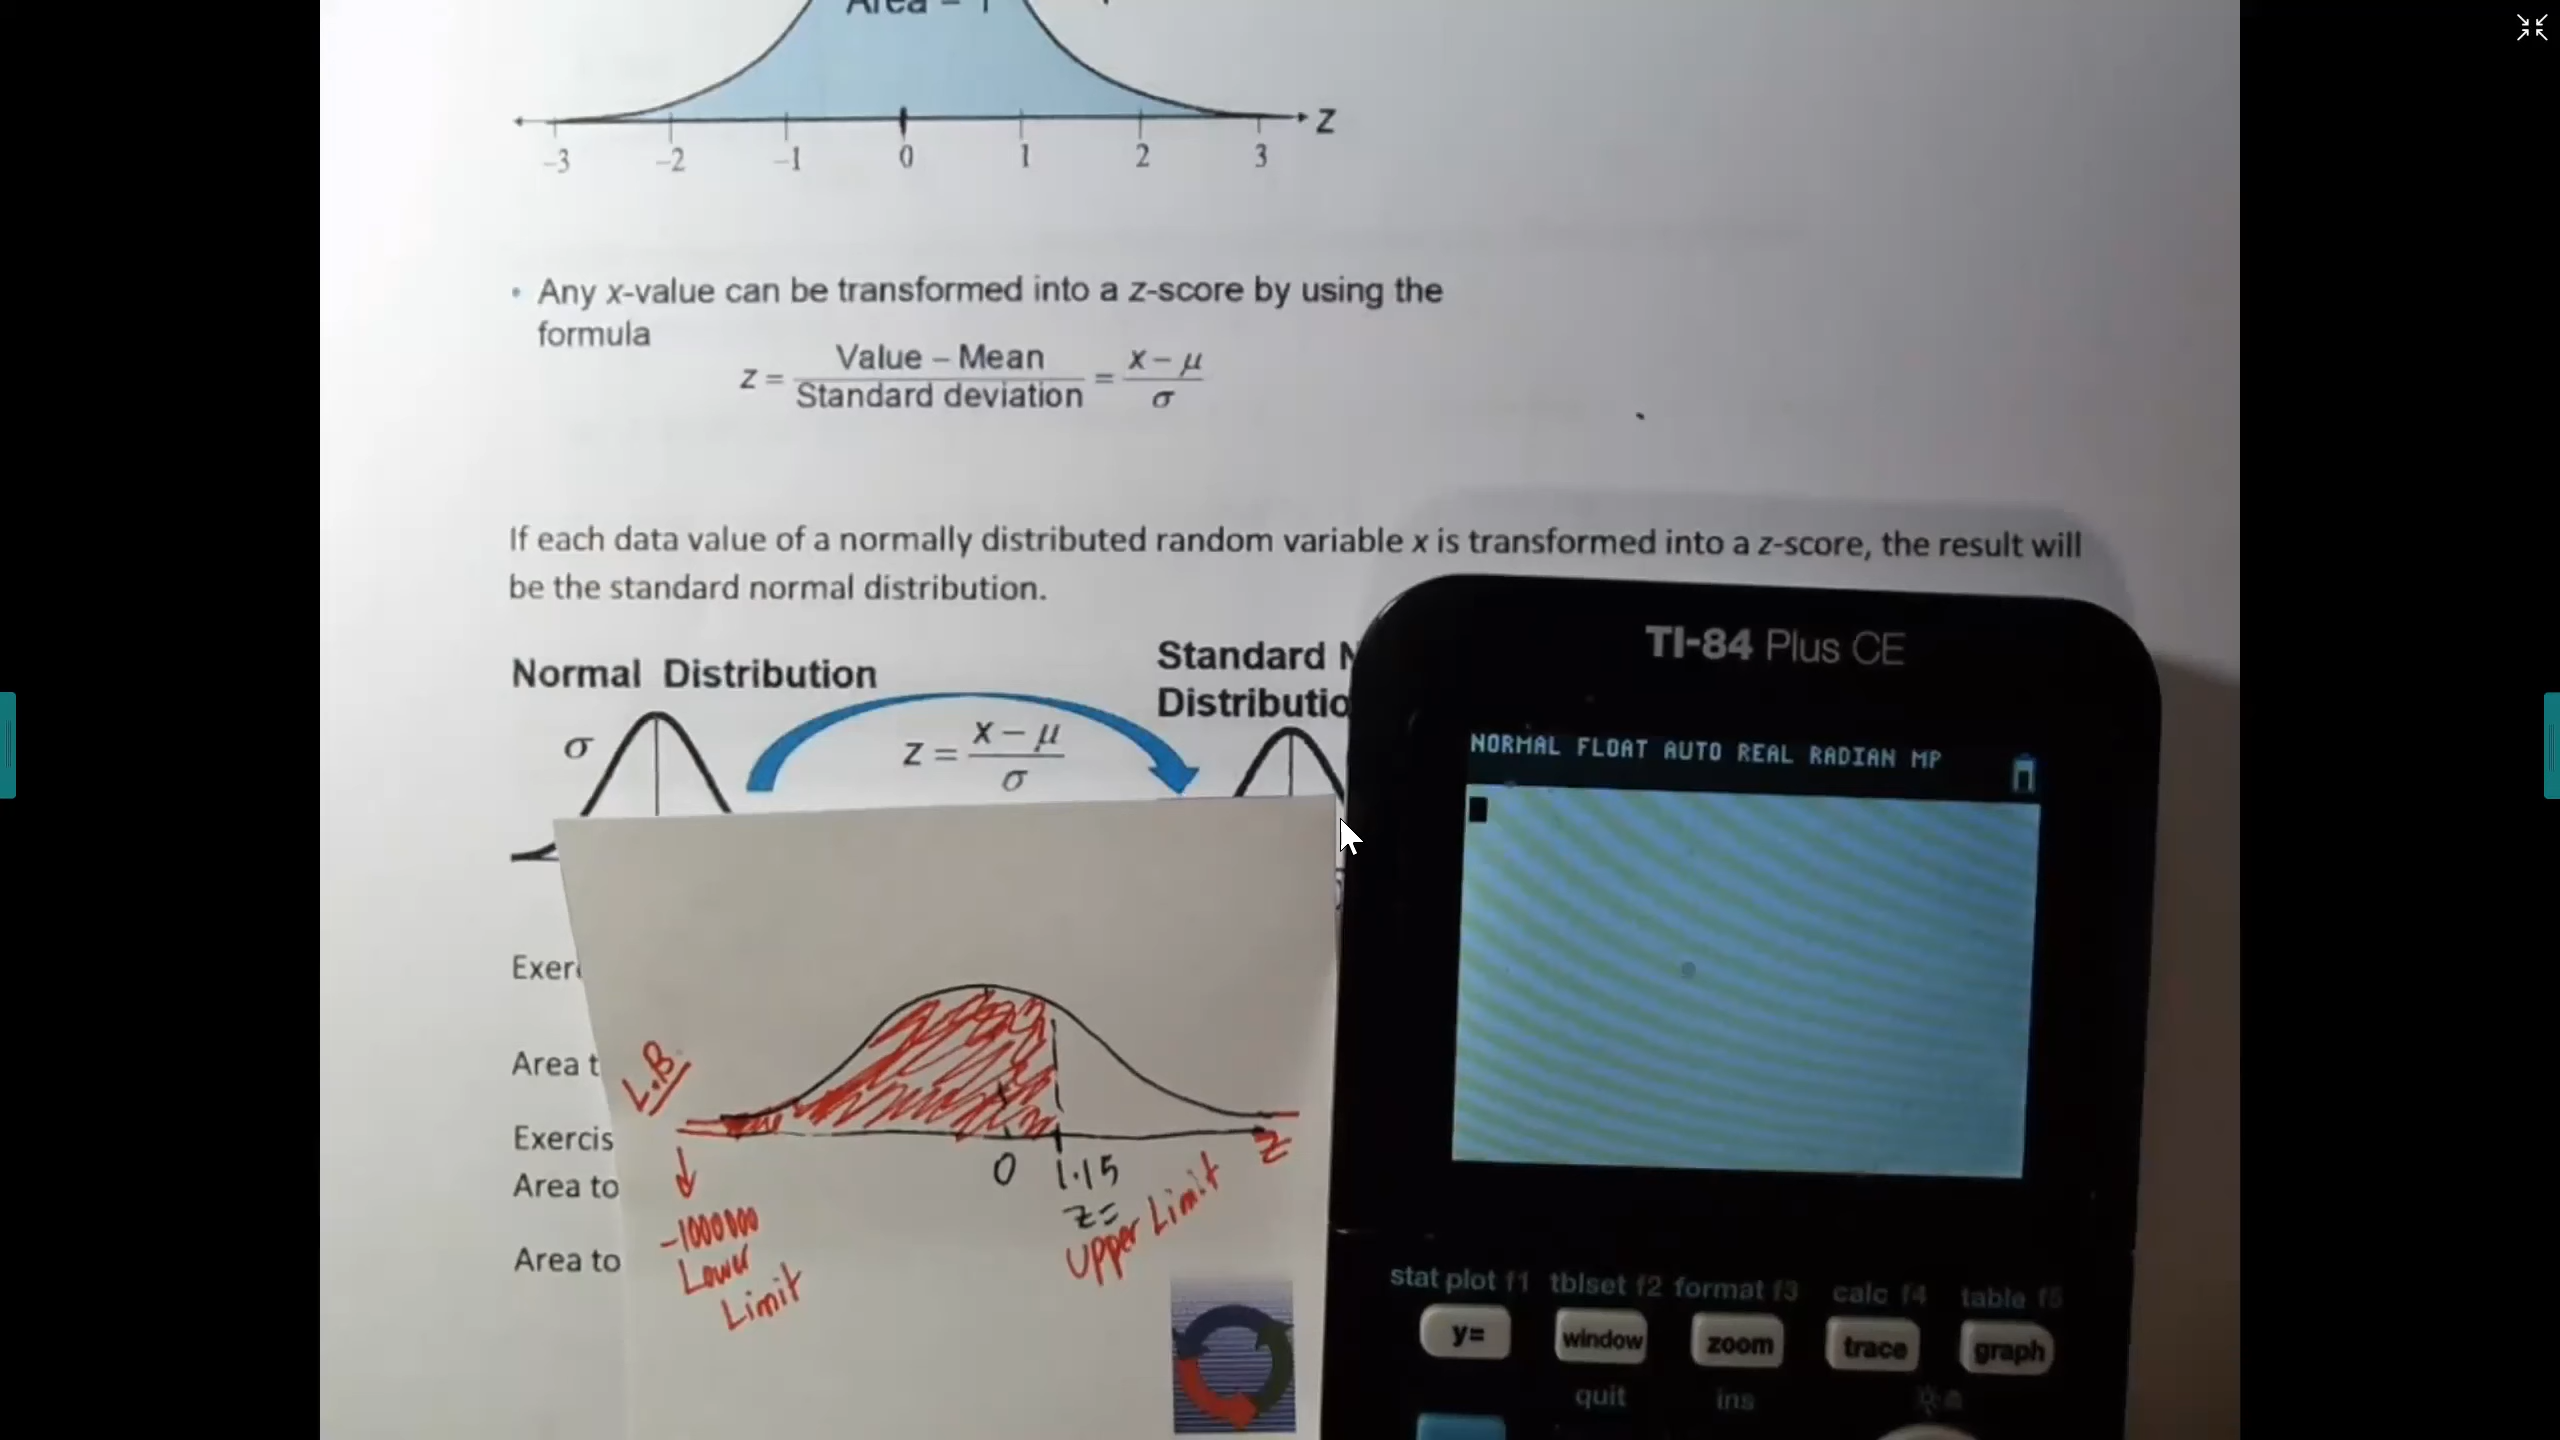 Area = 1
-3 -2 -1 0 1 2 3 z
• Any x-value can be transformed into a z-score by using the
formula
z = Value – Mean / Standard deviation = x – μ / σ
If each data value of a normally distributed random variable x is transformed into a z-score, the result will
be the standard normal distribution.
Normal Distribution
Standard N
Distributio
σ
z = x – μ / σ
TI-84 Plus CE
NORMAL FLOAT AUTO REAL RADIAN MP
Exer
Area t
Exercis
Area to
Area to
L.B
0 1.15 z
z=
Upper Limit
-1000000
Lower
Limit
stat plot f1 tblset f2 format f3 calc f4 table f5
y= window zoom trace graph
quit ins